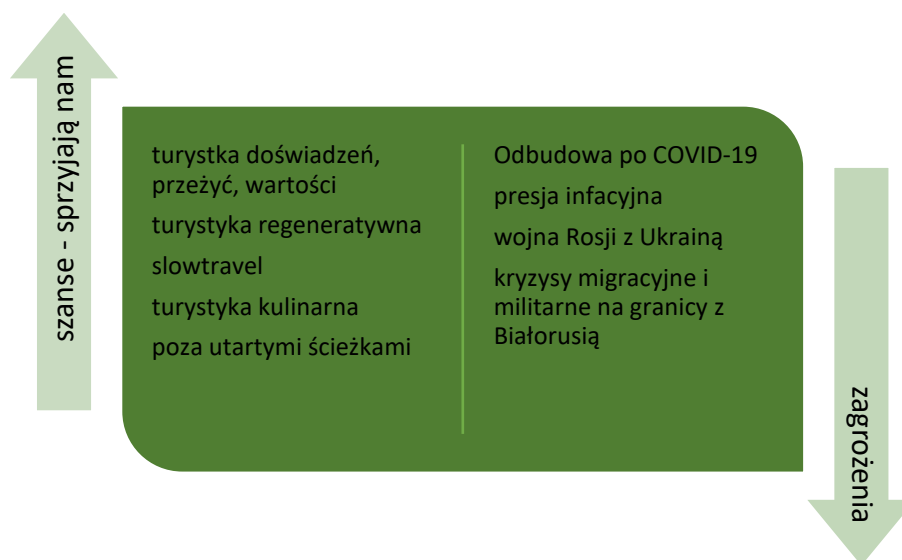 szanse - sprzyjają nam
turystka doświadzeń,
przeżyć, wartości
turystyka regeneratywna
slowtravel
turystyka kulinarna
poza utartymi ścieżkami
Odbudowa po COVID-19
presja infacyjna
wojna Rosji z Ukrainą
kryzysy migracyjne i
militarne na granicy z
Białorusią
zagrożenia